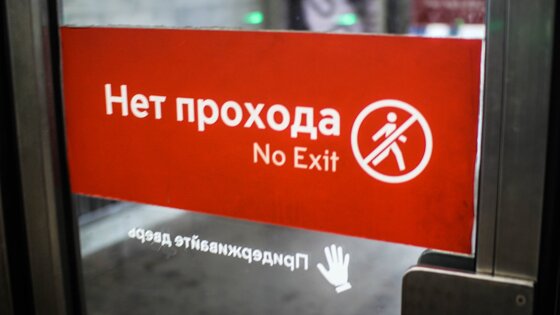 Нет прохода
No Exit
Придерживайте дверь